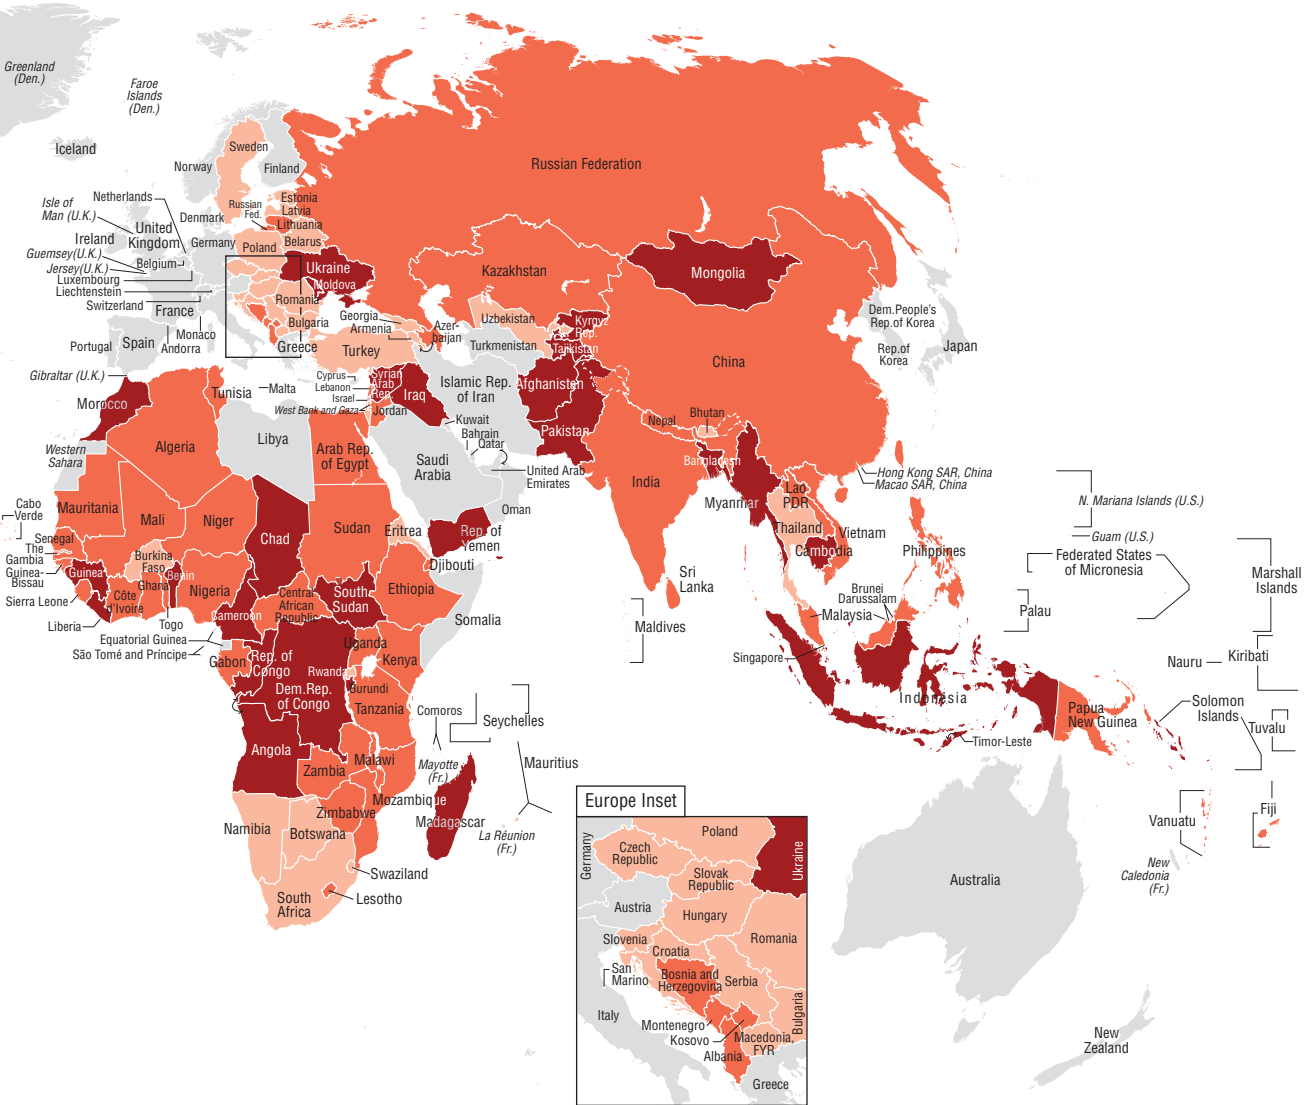 Greenland
(Den.)
Faroe
Islands
(Den.)
Iceland
Norway
Sweden
Finland
Russian Federation
Isle of
Man (U.K.)
Netherlands
Denmark
Russian
Fed.
Estonia
Latvia
Lithuania
Ireland
United
Kingdom
Germany
Poland
Belarus
Guernsey(U.K.)
Jersey(U.K.)
Belgium
Luxembourg
Liechtenstein
Switzerland
France
Ukraine
Moldova
Romania
Bulgaria
Greece
Monaco
Andorra
Portugal
Spain
Gibraltar (U.K.)
Kazakhstan
Mongolia
Georgia
Armenia
Azer-
baijan
Uzbekistan
Turkmenistan
Kyrgyz
Rep.
Tajikistan
Turkey
China
Dem.People's
Rep.of Korea
Rep.of
Korea
Japan
Morocco
Tunisia
Malta
Cyprus
Lebanon
Israel
West Bank and Gaza
Syrian
Arab
Rep.
Jordan
Iraq
Islamic Rep.
of Iran
Afghanistan
Pakistan
Kuwait
Bahrain
Qatar
United Arab
Emirates
Nepal
Bhutan
Bangladesh
India
Myanmar
Lao
PDR
Thailand
Vietnam
Cambodia
Hong Kong SAR, China
Macao SAR, China
Philippines
Western
Sahara
Algeria
Libya
Arab Rep.
of Egypt
Saudi
Arabia
Oman
Rep. of
Yemen
Cabo
Verde
Mauritania
Mali
Niger
Chad
Sudan
Eritrea
Djibouti
Senegal
The
Gambia
Guinea-
Bissau
Guinea
Sierra Leone
Liberia
Burkina
Faso
Côte
d'Ivoire
Ghana
Togo
Benin
Nigeria
Cameroon
Central
African
Republic
South
Sudan
Ethiopia
Somalia
Equatorial Guinea
São Tomé and Príncipe
Gabon
Rep. of
Congo
Dem.Rep.
of Congo
Uganda
Kenya
Rwanda
Burundi
Tanzania
Angola
Zambia
Malawi
Mozambique
Zimbabwe
Namibia
Botswana
South
Africa
Swaziland
Lesotho
Madagascar
Comoros
Mayotte
(Fr.)
Seychelles
Mauritius
La Réunion
(Fr.)
Sri
Lanka
Maldives
Brunei
Darussalam
Malaysia
Singapore
Indonesia
Timor-Leste
Papua
New Guinea
N. Mariana Islands (U.S.)
Guam (U.S.)
Federated States
of Micronesia
Marshall
Islands
Palau
Nauru
Kiribati
Solomon
Islands
Tuvalu
Vanuatu
Fiji
New
Caledonia
(Fr.)
Australia
New
Zealand
Europe Inset
Germany
Poland
Czech
Republic
Ukraine
Slovak
Republic
Austria
Hungary
Slovenia
Croatia
Romania
San
Marino
Bosnia and
Herzegovina
Serbia
Italy
Montenegro
Kosovo
Bulgaria
Macedonia,
FYR
Albania
Greece